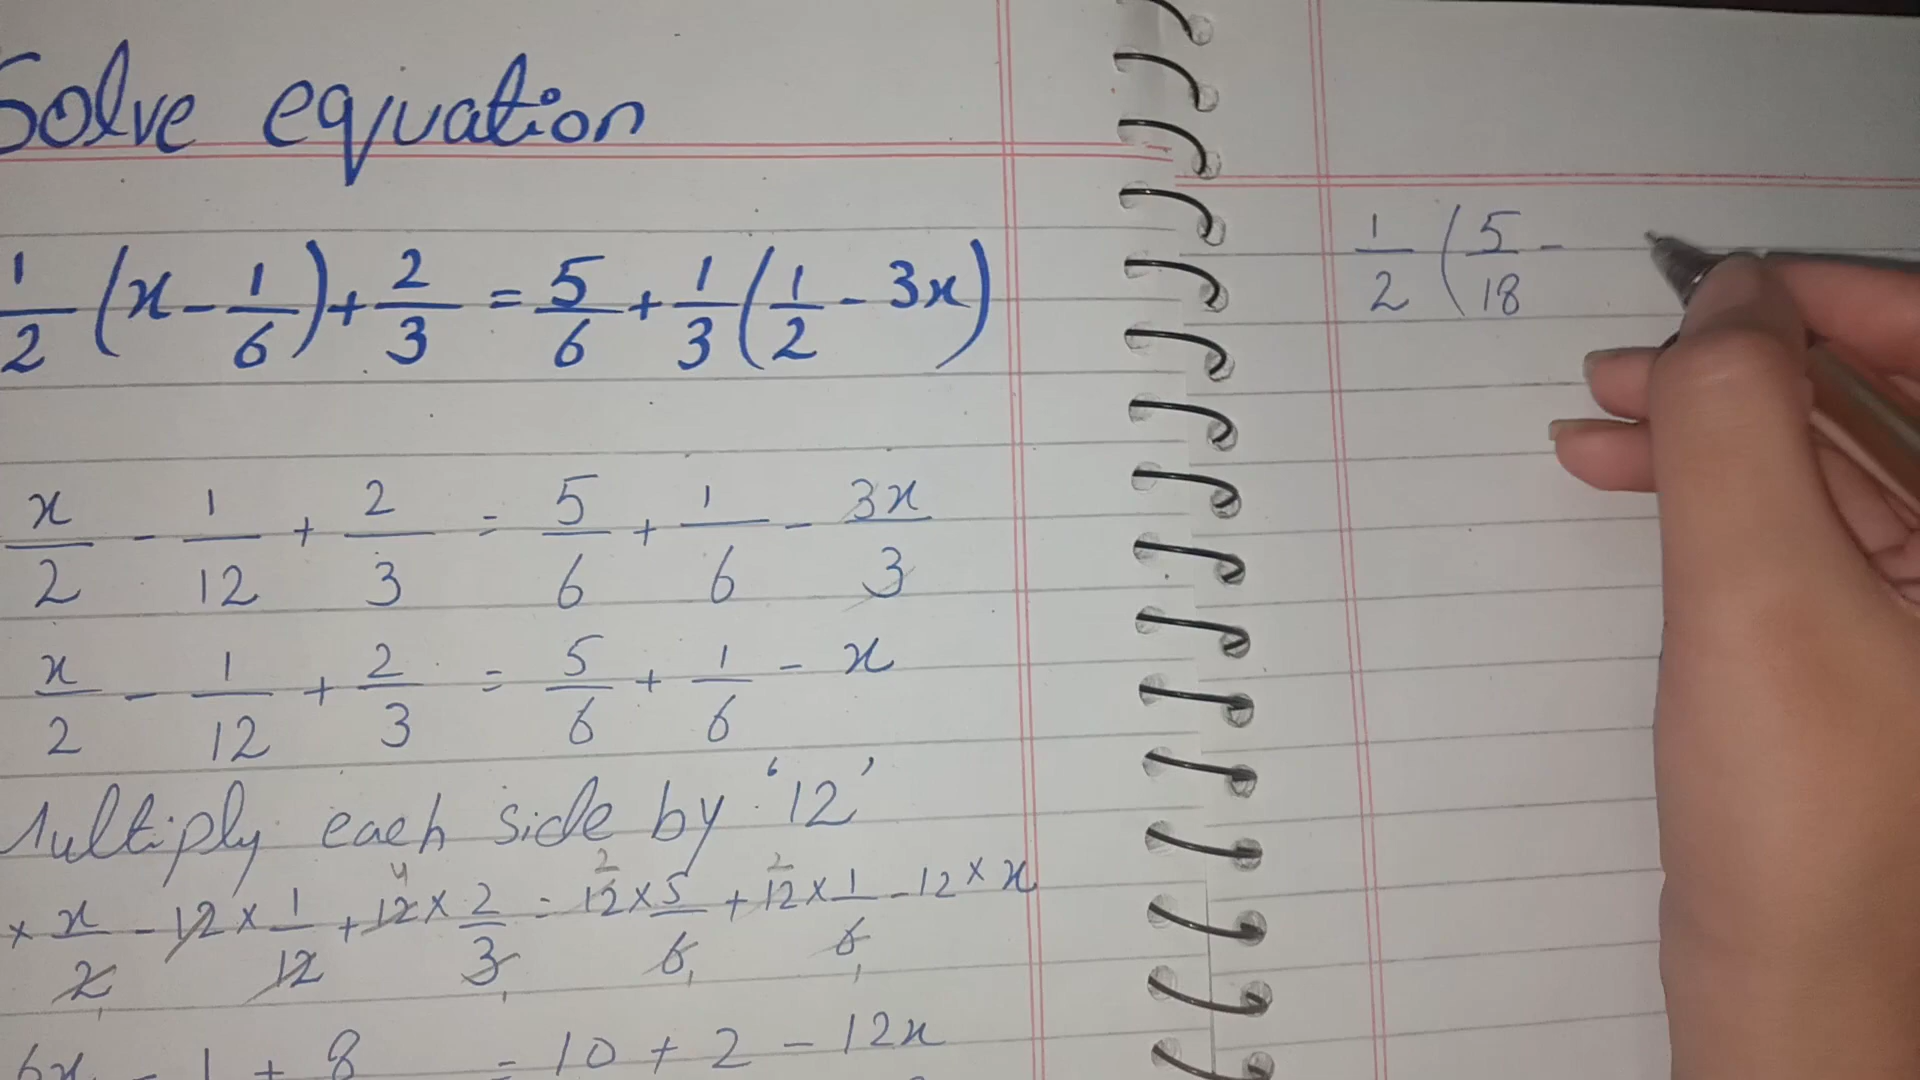 Solve equation
1/2 (x - 1/6) + 2/3 = 5/6 + 1/3 (1/2 - 3x)
x/2 - 1/12 + 2/3 = 5/6 + 1/6 - 3x/3
x/2 - 1/12 + 2/3 = 5/6 + 1/6 - x
Multiply each side by '12'
× x/2 - 12 × 1/12 + 12 × 2/3 = 12 × 5/6 + 12 × 1/6 - 12 × x
6x - 1 + 8 = 10 + 2 - 12x
1/2 (5/18 -